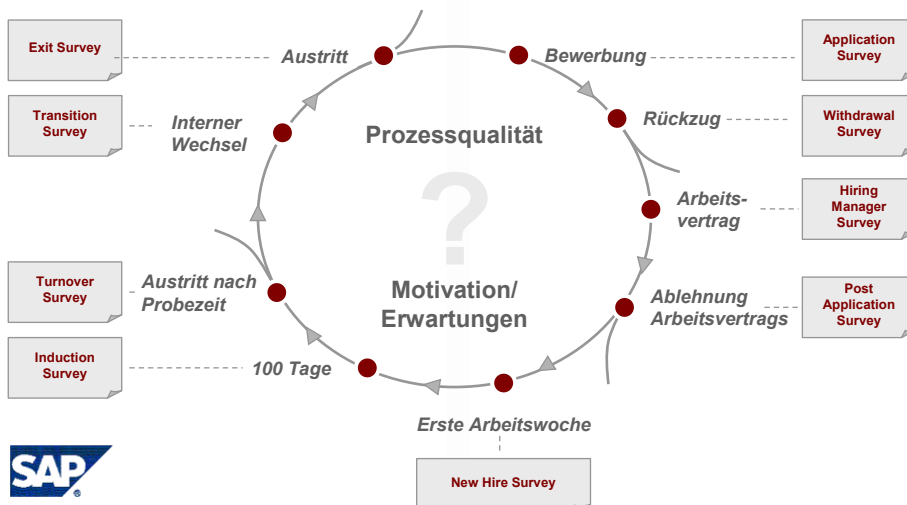 Exit Survey
Austritt
Bewerbung
Application
Survey
Transition
Survey
Interner
Wechsel
Prozessqualität
Rückzug
Withdrawal
Survey
?
Arbeits-
vertrag
Hiring
Manager
Survey
Turnover
Survey
Austritt nach
Probezeit
Motivation/
Erwartungen
Ablehnung
Arbeitsvertrags
Post
Application
Survey
Induction
Survey
100 Tage
Erste Arbeitswoche
New Hire Survey
SAP
®